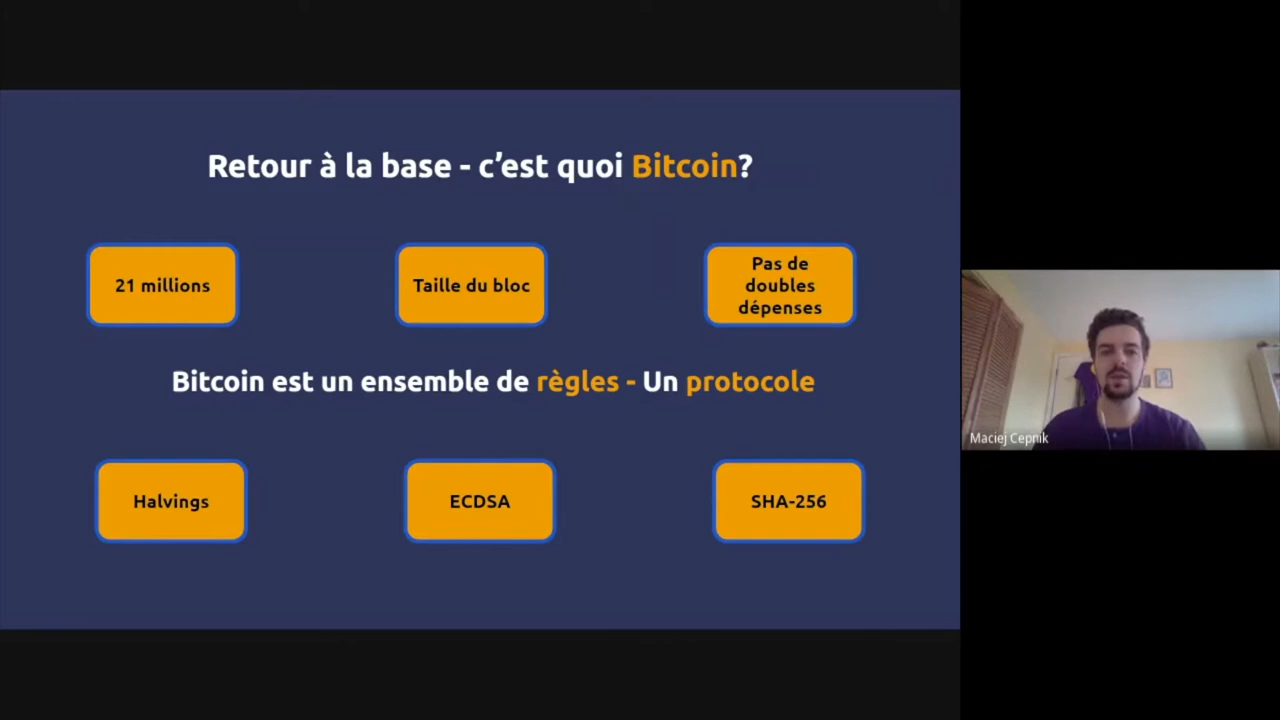 Retour à la base - c’est quoi Bitcoin?
21 millions
Taille du bloc
Pas de
doubles
dépenses
Bitcoin est un ensemble de règles - Un protocole
Halvings
ECDSA
SHA-256
Maciej Cepnik